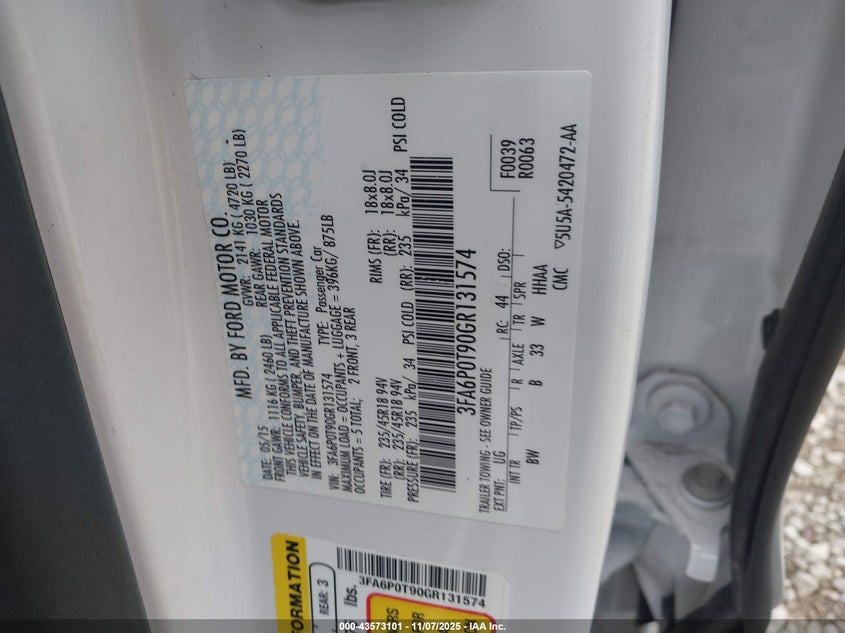 MFD. BY FORD MOTOR CO.
DATE: 05/15 GVWR: 2141 KG ( 4720 LB)
FRONT GAWR: 1116 KG ( 2460 LB) REAR GAWR: 1030 KG ( 2270 LB)
THIS VEHICLE CONFORMS TO ALL APPLICABLE FEDERAL MOTOR
VEHICLE SAFETY, BUMPER, AND THEFT PREVENTION STANDARDS
IN EFFECT ON THE DATE OF MANUFACTURE SHOWN ABOVE.
VIN: 3FA6P0T90GR131574 TYPE: Passenger Car
MAXIMUM LOAD = OCCUPANTS + LUGGAGE = 396KG/ 875LB
OCCUPANTS = 5 TOTAL; 2 FRONT, 3 REAR
TIRE (FR): 235/45R18 94V RIMS (FR): 18x8.0J
(RR): 235/45R18 94V (RR): 18x8.0J
PRESSURE (FR): 235 kPa/ 34 PSI COLD (RR): 235 kPa/ 34 PSI COLD
3FA6P0T90GR131574
TRAILER TOWING - SEE OWNER GUIDE F0039
EXT PNT: UG RC: 44 DSO: R0063
INT TR TP/PS R AXLE TR SPR
BW B 33 W HHAA
CMC ▽5U5A-5420472-AA
FORMATION
REAR: 3
lbs.
3FA6P0T90GR131574
000-43573101 - 11/07/2025 - IAA Inc.